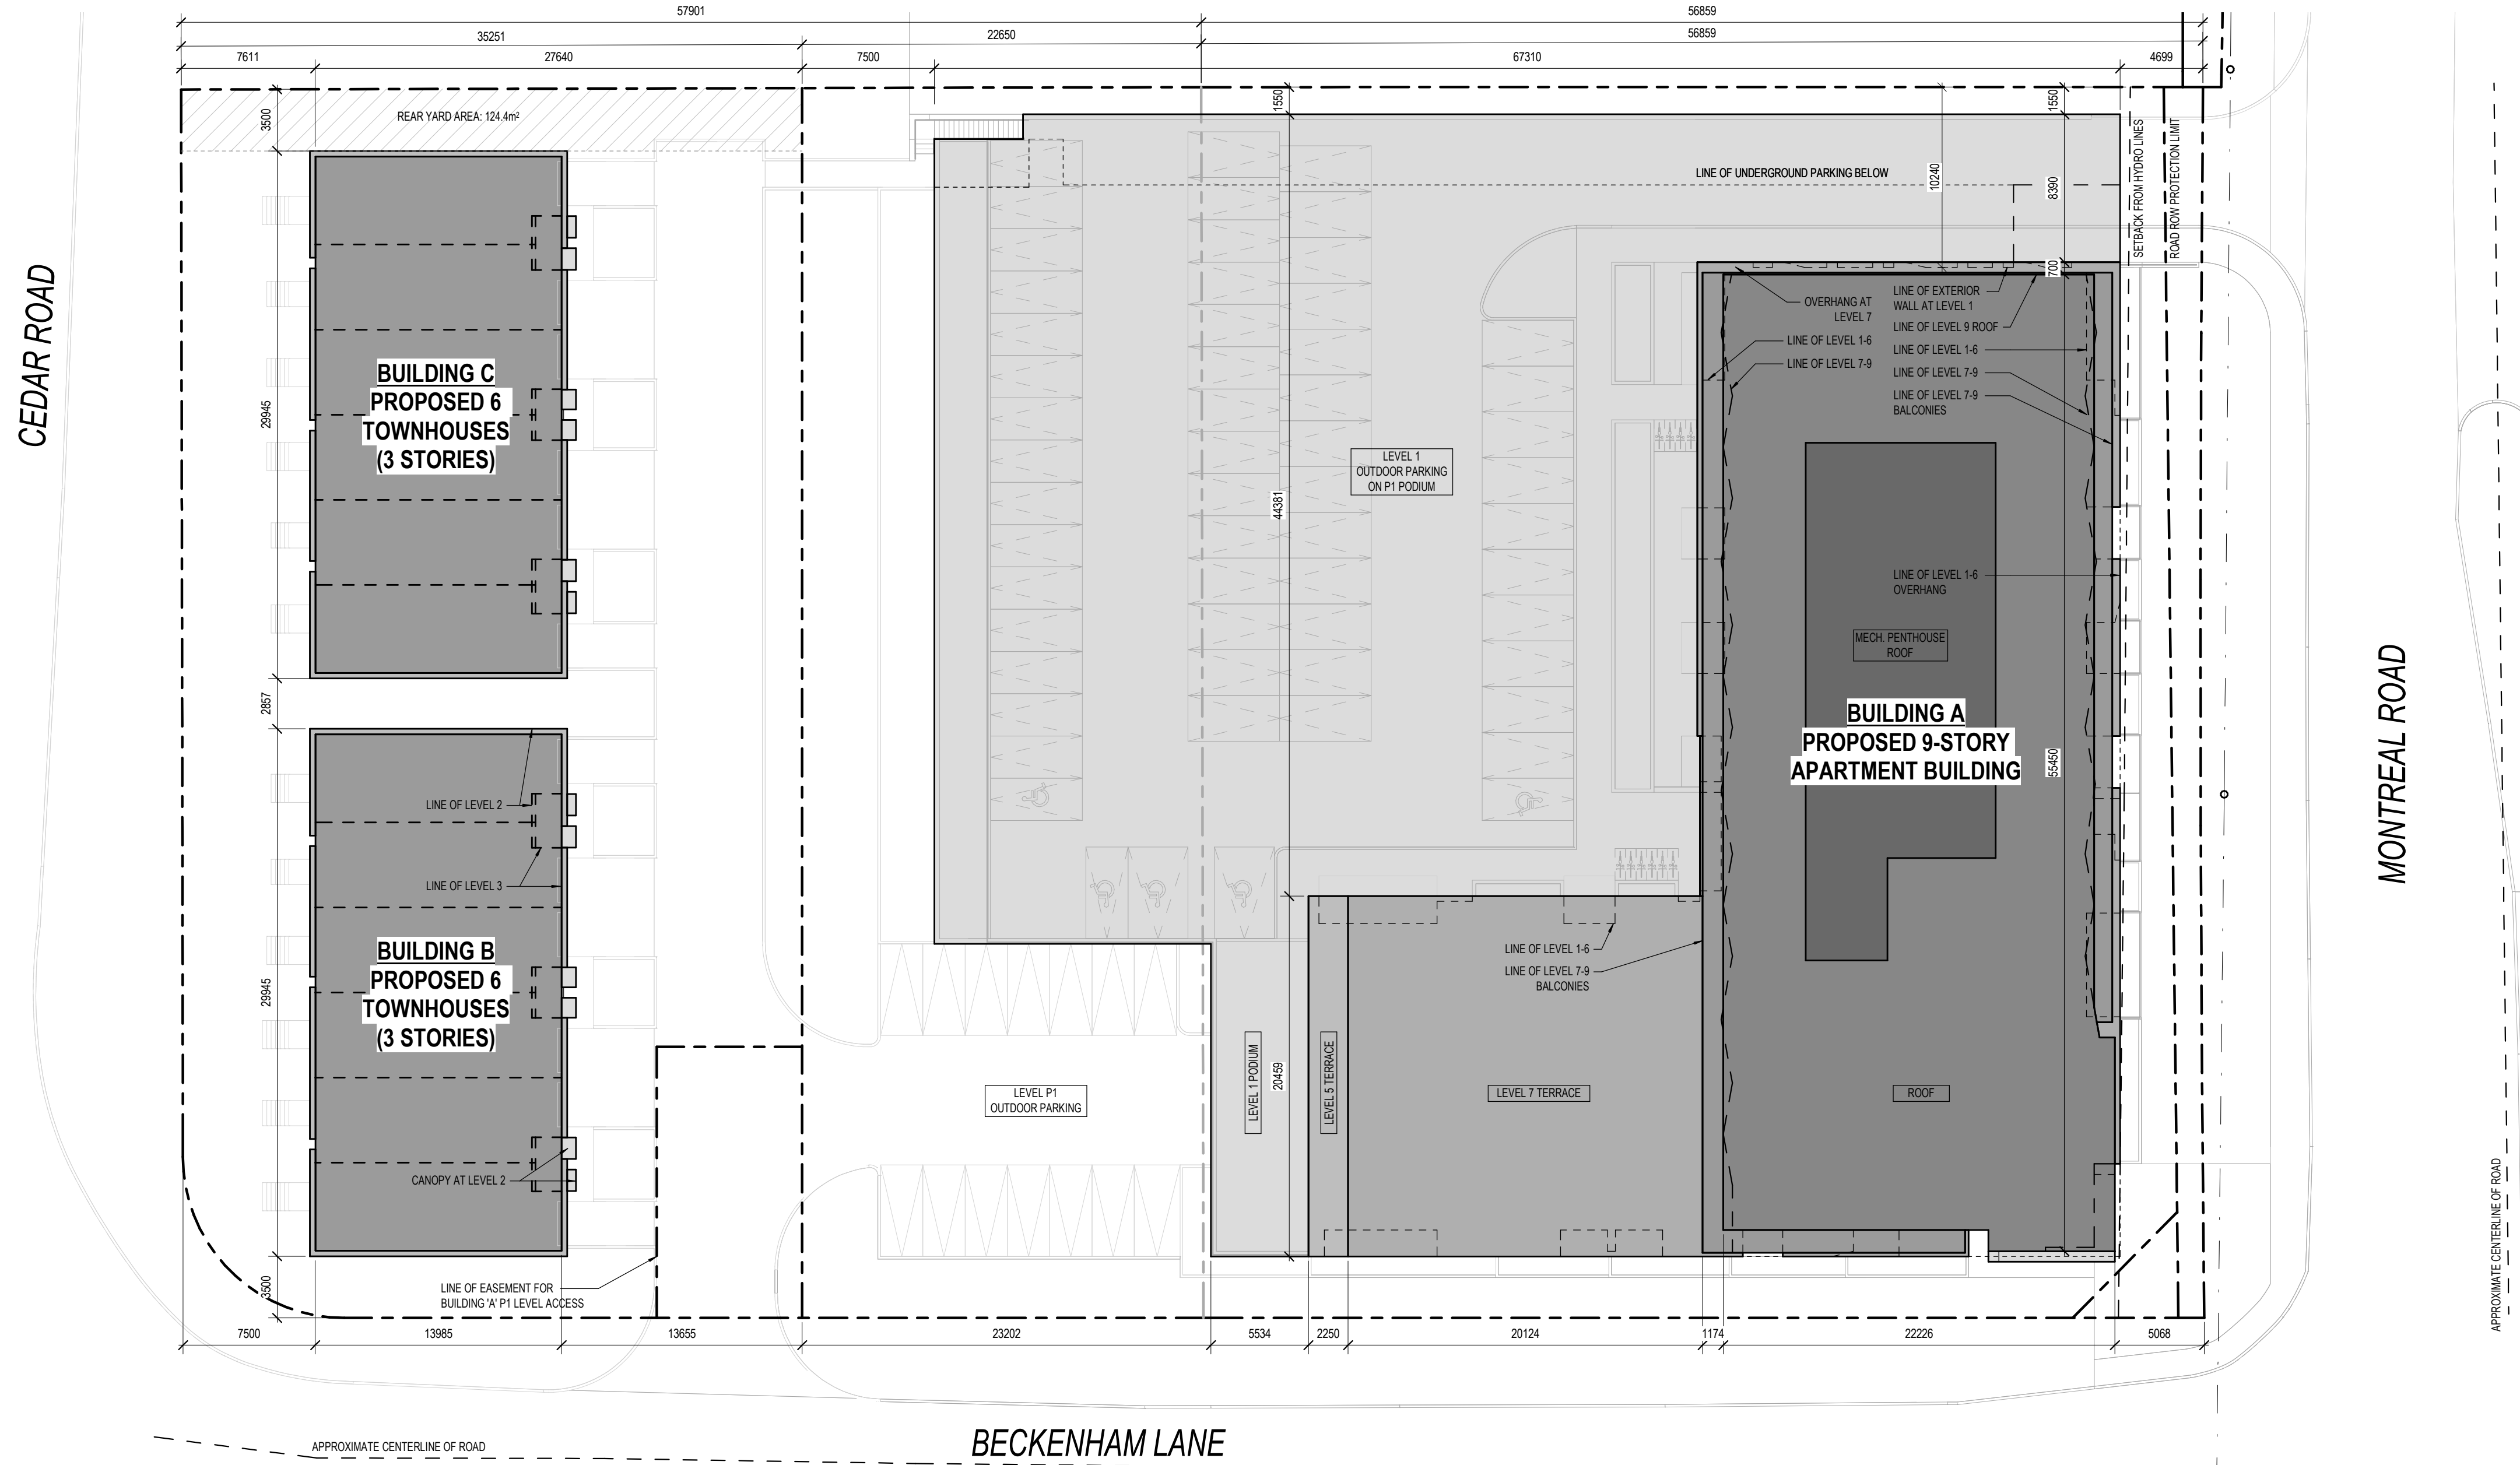 57901
56859
35251
22650
56859
7611
27640
7500
67310
4699
3500
REAR YARD AREA: 124.4m²
1550
1550
10240
8390
SETBACK FROM HYDRO LINES
ROAD ROW PROTECTION LIMIT
LINE OF UNDERGROUND PARKING BELOW
700
CEDAR ROAD
OVERHANG AT
LEVEL 7
LINE OF EXTERIOR
WALL AT LEVEL 1
LINE OF LEVEL 9 ROOF
LINE OF LEVEL 1-6
LINE OF LEVEL 1-6
LINE OF LEVEL 7-9
LINE OF LEVEL 7-9
LINE OF LEVEL 7-9
BALCONIES
BUILDING C
PROPOSED 6
TOWNHOUSES
(3 STORIES)
29945
LEVEL 1
OUTDOOR PARKING
ON P1 PODIUM
44381
LINE OF LEVEL 1-6
OVERHANG
MECH. PENTHOUSE
ROOF
2857
BUILDING A
PROPOSED 9-STORY
APARTMENT BUILDING
55450
MONTREAL ROAD
LINE OF LEVEL 2
LINE OF LEVEL 3
BUILDING B
PROPOSED 6
TOWNHOUSES
(3 STORIES)
29945
LINE OF LEVEL 1-6
LINE OF LEVEL 7-9
BALCONIES
LEVEL P1
OUTDOOR PARKING
LEVEL 1 PODIUM
20459
LEVEL 5 TERRACE
LEVEL 7 TERRACE
ROOF
CANOPY AT LEVEL 2
APPROXIMATE CENTERLINE OF ROAD
3500
LINE OF EASEMENT FOR
BUILDING 'A' P1 LEVEL ACCESS
7500
13985
13655
23202
5534
2250
20124
1174
22226
5068
BECKENHAM LANE
APPROXIMATE CENTERLINE OF ROAD